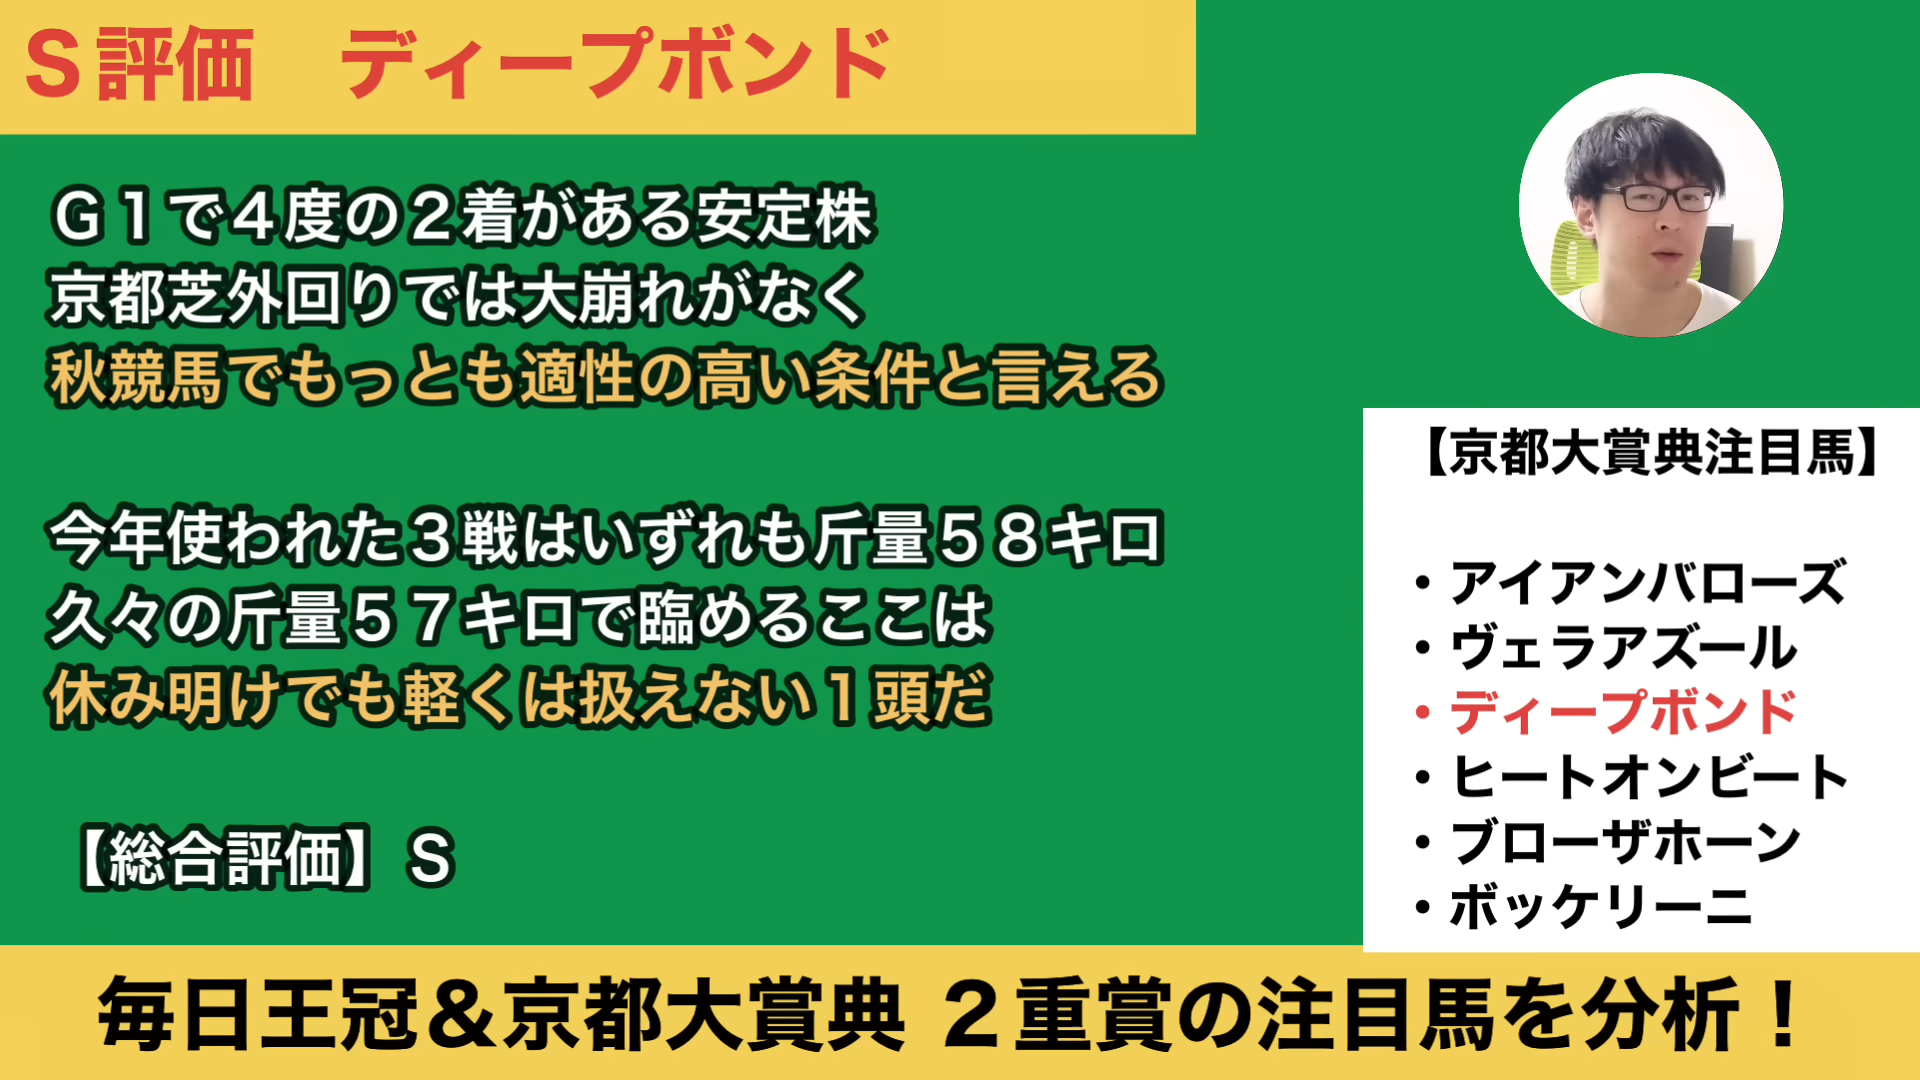 Ｓ評価　ディープボンド
Ｇ１で４度の２着がある安定株
京都芝外回りでは大崩れがなく
秋競馬でもっとも適性の高い条件と言える
今年使われた３戦はいずれも斤量５８キロ
久々の斤量５７キロで臨めるここは
休み明けでも軽くは扱えない１頭だ
【総合評価】Ｓ
【京都大賞典注目馬】
・アイアンバローズ
・ヴェラアズール
・ディープボンド
・ヒートオンビート
・ブローザホーン
・ボッケリーニ
毎日王冠＆京都大賞典 ２重賞の注目馬を分析！